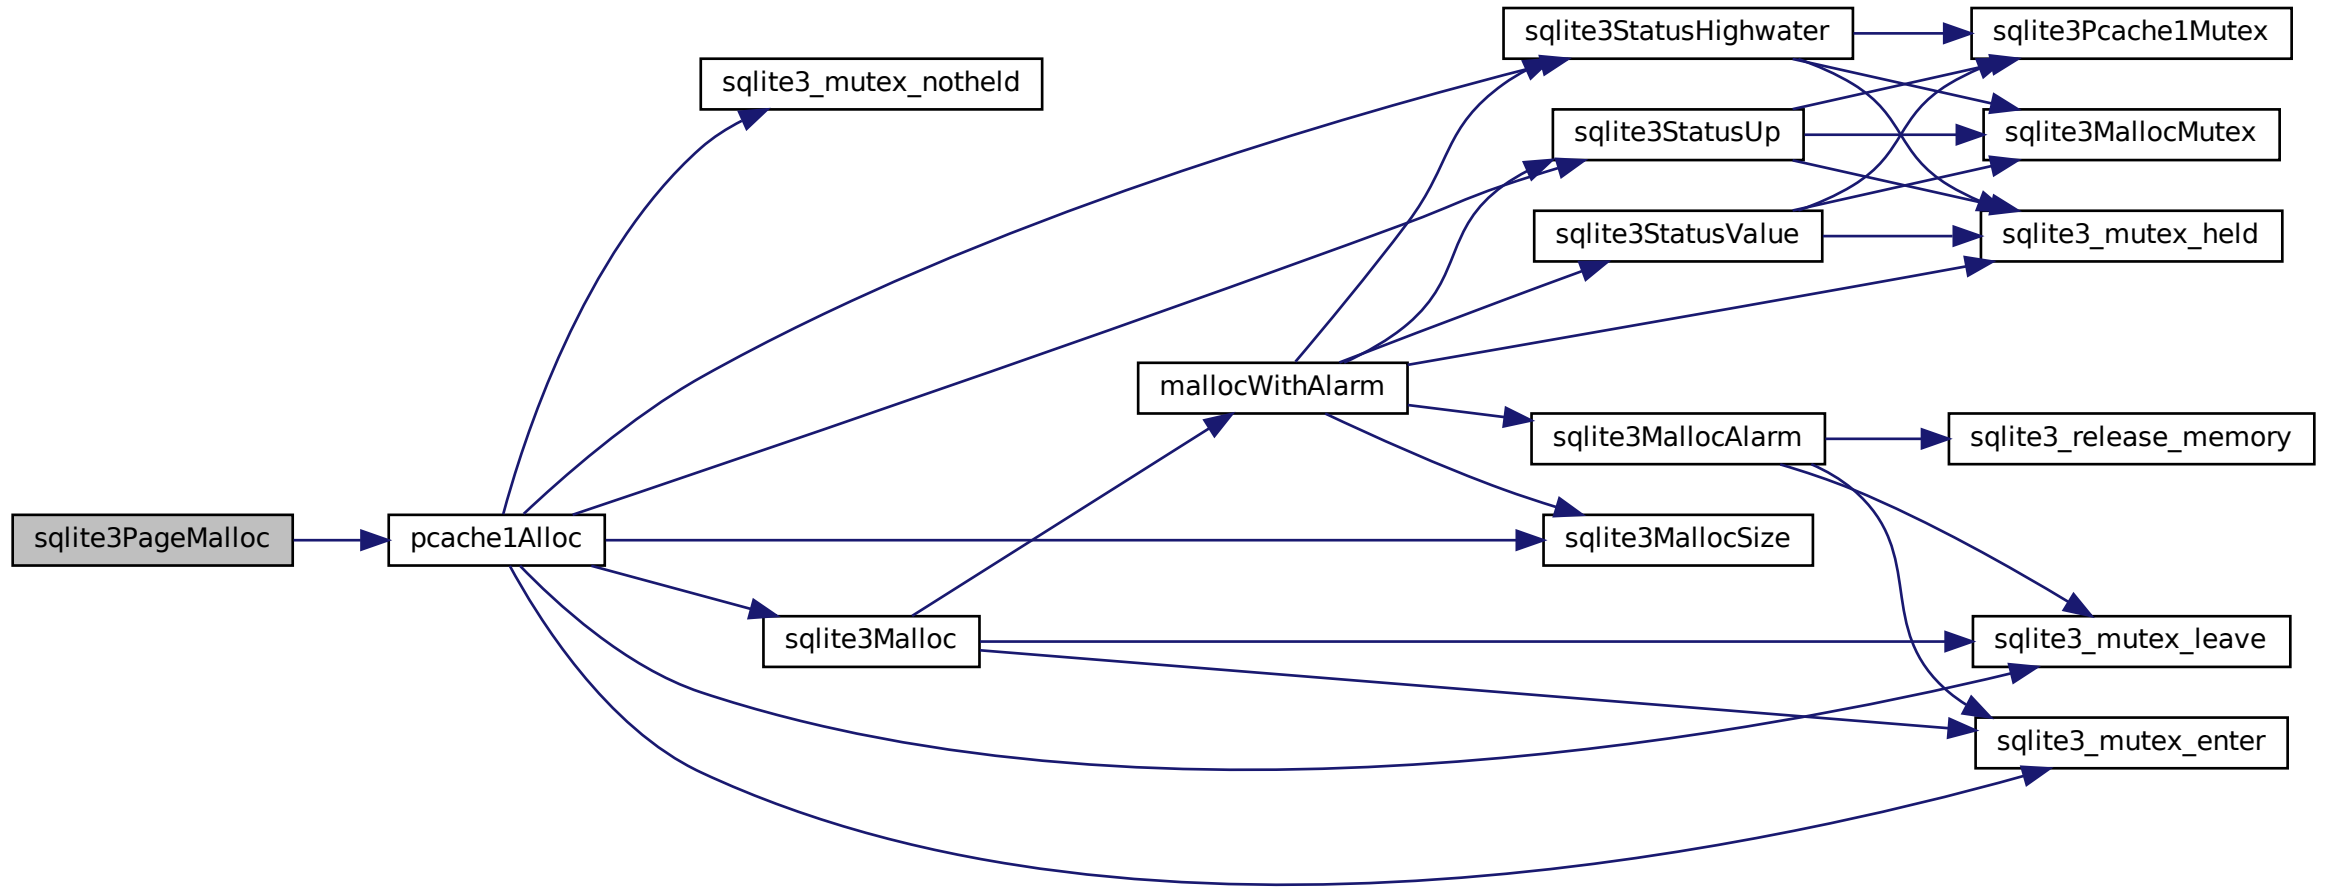 sqlite3PageMalloc
pcache1Alloc
sqlite3_mutex_notheld
sqlite3Malloc
mallocWithAlarm
sqlite3StatusHighwater
sqlite3StatusUp
sqlite3StatusValue
sqlite3MallocAlarm
sqlite3MallocSize
sqlite3Pcache1Mutex
sqlite3MallocMutex
sqlite3_mutex_held
sqlite3_release_memory
sqlite3_mutex_leave
sqlite3_mutex_enter